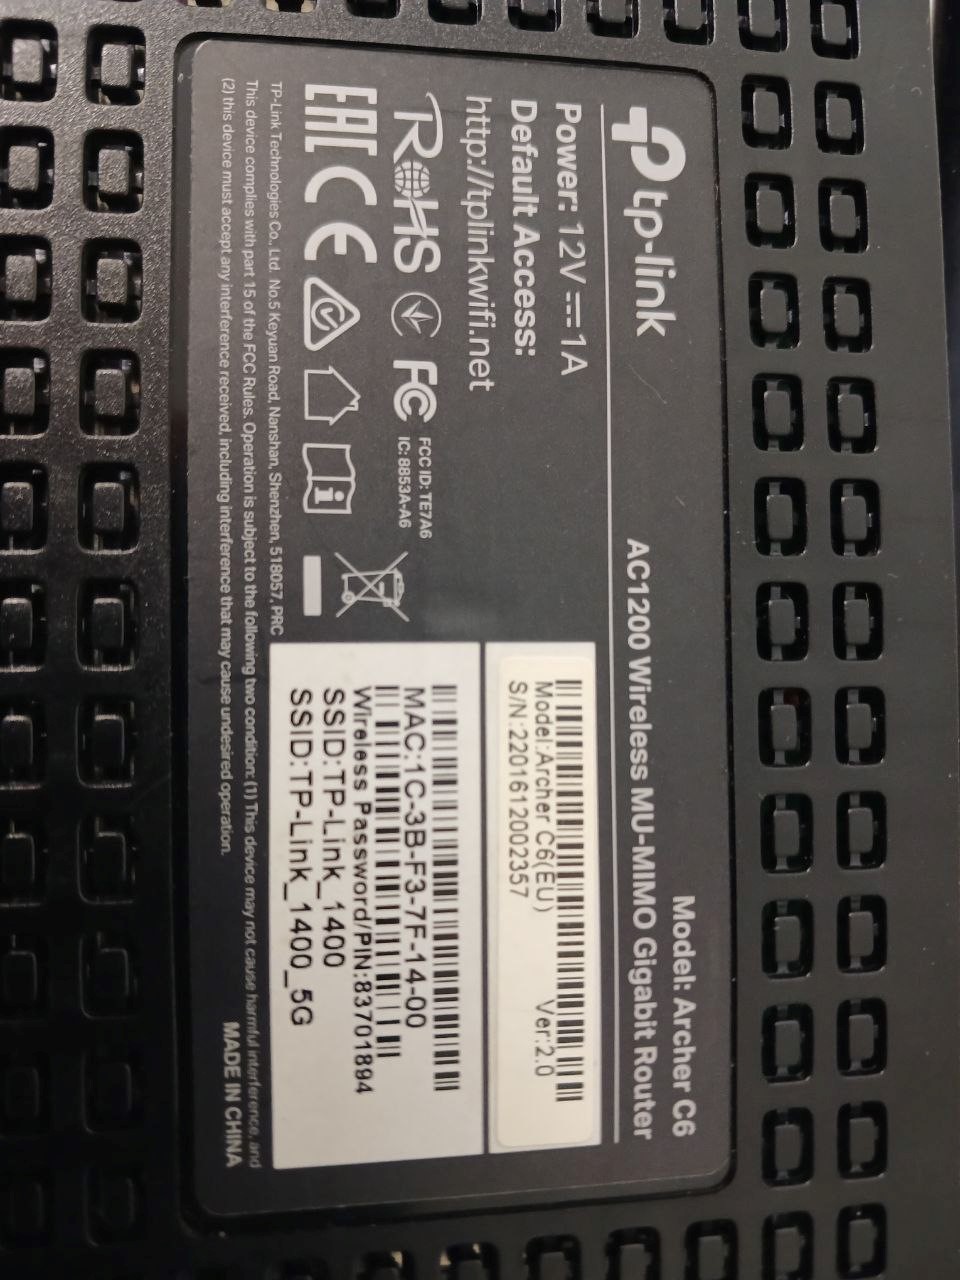 tp-link
Model: Archer C6
AC1200 Wireless MU-MIMO Gigabit Router
Power: 12V⎓1A
Default Access:
http://tplinkwifi.net
Model:Archer C6(EU) Ver:2.0
S/N:2201612002357
RoHS
FC
FCC ID: TE7A6
IC: 8853A-A6
EAC CE
MAC:1C-3B-F3-7F-14-00
Wireless Password/PIN:83701894
SSID:TP-Link_1400
SSID:TP-Link_1400_5G
TP-Link Technologies Co., Ltd. No.5 Keyuan Road, Nanshan, Shenzhen, 518057, PRC
This device complies with part 15 of the FCC Rules. Operation is subject to the following two condition: (1) This device may not cause harmful interference, and
(2) this device must accept any interference received, including interference that may cause undesired operation.
MADE IN CHINA